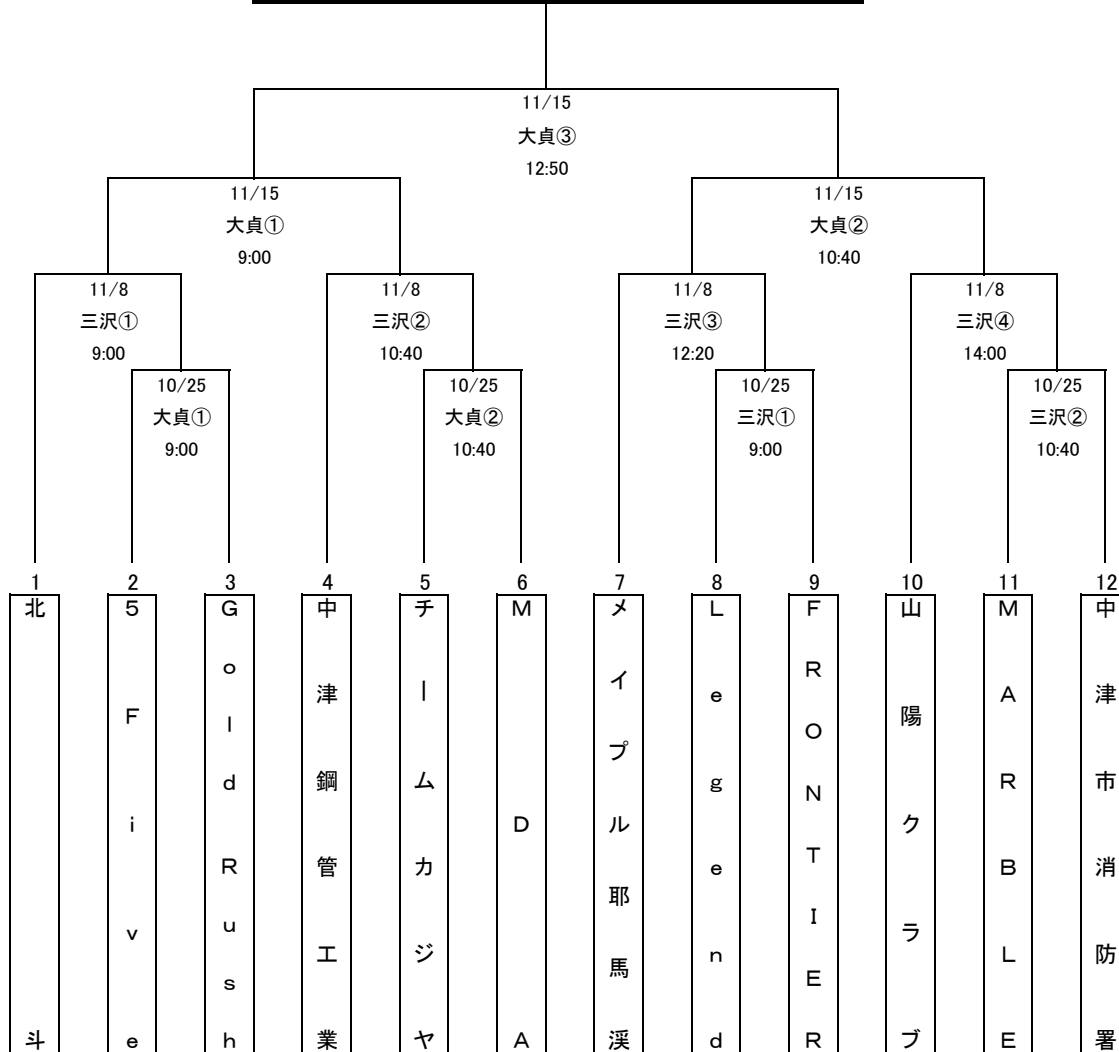 11/15
大貞③
12:50
11/15
大貞①
9:00
11/15
大貞②
10:40
11/8
三沢①
9:00
11/8
三沢②
10:40
11/8
三沢③
12:20
11/8
三沢④
14:00
10/25
大貞①
9:00
10/25
大貞②
10:40
10/25
三沢①
9:00
10/25
三沢②
10:40
1
北斗
2
5Five
3
Gold Rush
4
中津鋼管工業
5
チームカジヤ
6
MDA
7
メイプル耶馬渓
8
Legend
9
FRONTIER
10
山陽クラブ
11
MARBLE
12
中津市消防署